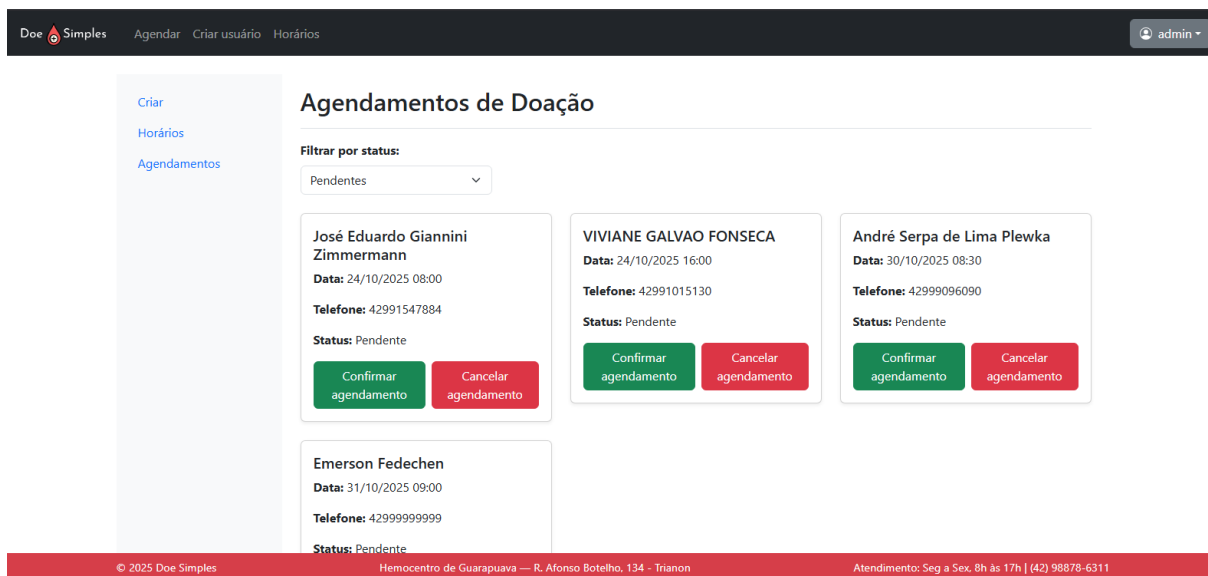 Doe Simples Agendar Criar usuário Horários admin
Criar
Horários
Agendamentos
Agendamentos de Doação
Filtrar por status:
Pendentes
José Eduardo Giannini
Zimmermann
Data: 24/10/2025 08:00
Telefone: 42991547884
Status: Pendente
Confirmar
agendamento
Cancelar
agendamento
VIVIANE GALVAO FONSECA
Data: 24/10/2025 16:00
Telefone: 42991015130
Status: Pendente
Confirmar
agendamento
Cancelar
agendamento
André Serpa de Lima Plewka
Data: 30/10/2025 08:30
Telefone: 42999096090
Status: Pendente
Confirmar
agendamento
Cancelar
agendamento
Emerson Fedechen
Data: 31/10/2025 09:00
Telefone: 42999999999
Status: Pendente
© 2025 Doe Simples Hemocentro de Guarapuava — R. Afonso Botelho, 134 - Trianon Atendimento: Seg a Sex, 8h às 17h | (42) 98878-6311